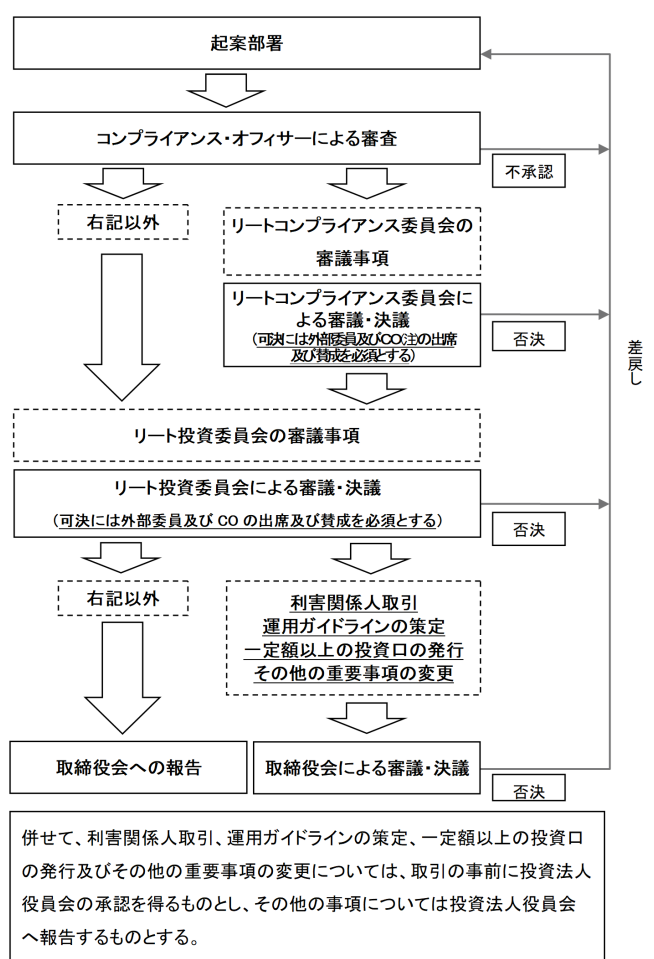 起案部署
コンプライアンス・オフィサーによる審査
不承認
右記以外
リートコンプライアンス委員会の
審議事項
リートコンプライアンス委員会に
よる審議・決議
（可決には外部委員及びCO(注)の出席
及び賛成を必須とする）
否決
差戻し
リート投資委員会の審議事項
リート投資委員会による審議・決議
（可決には外部委員及び CO の出席及び賛成を必須とする）
否決
右記以外
利害関係人取引
運用ガイドラインの策定
一定額以上の投資口の発行
その他の重要事項の変更
取締役会への報告
取締役会による審議・決議
否決
併せて、利害関係人取引、運用ガイドラインの策定、一定額以上の投資口
の発行及びその他の重要事項の変更については、取引の事前に投資法人
役員会の承認を得るものとし、その他の事項については投資法人役員会
へ報告するものとする。